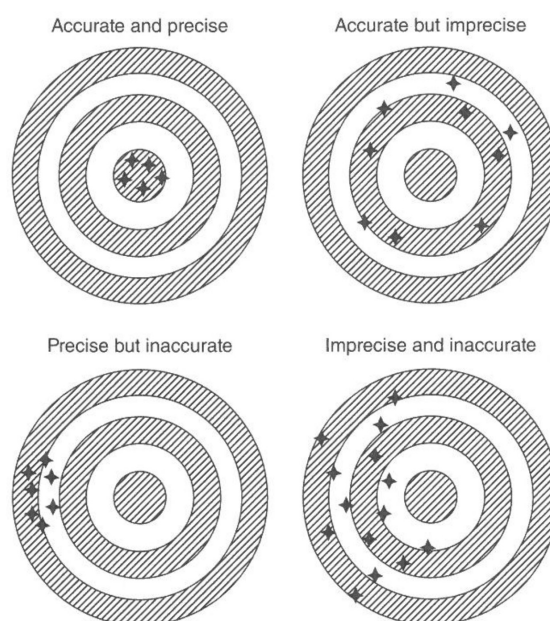 Accurate and precise
Accurate but imprecise
Precise but inaccurate
Imprecise and inaccurate